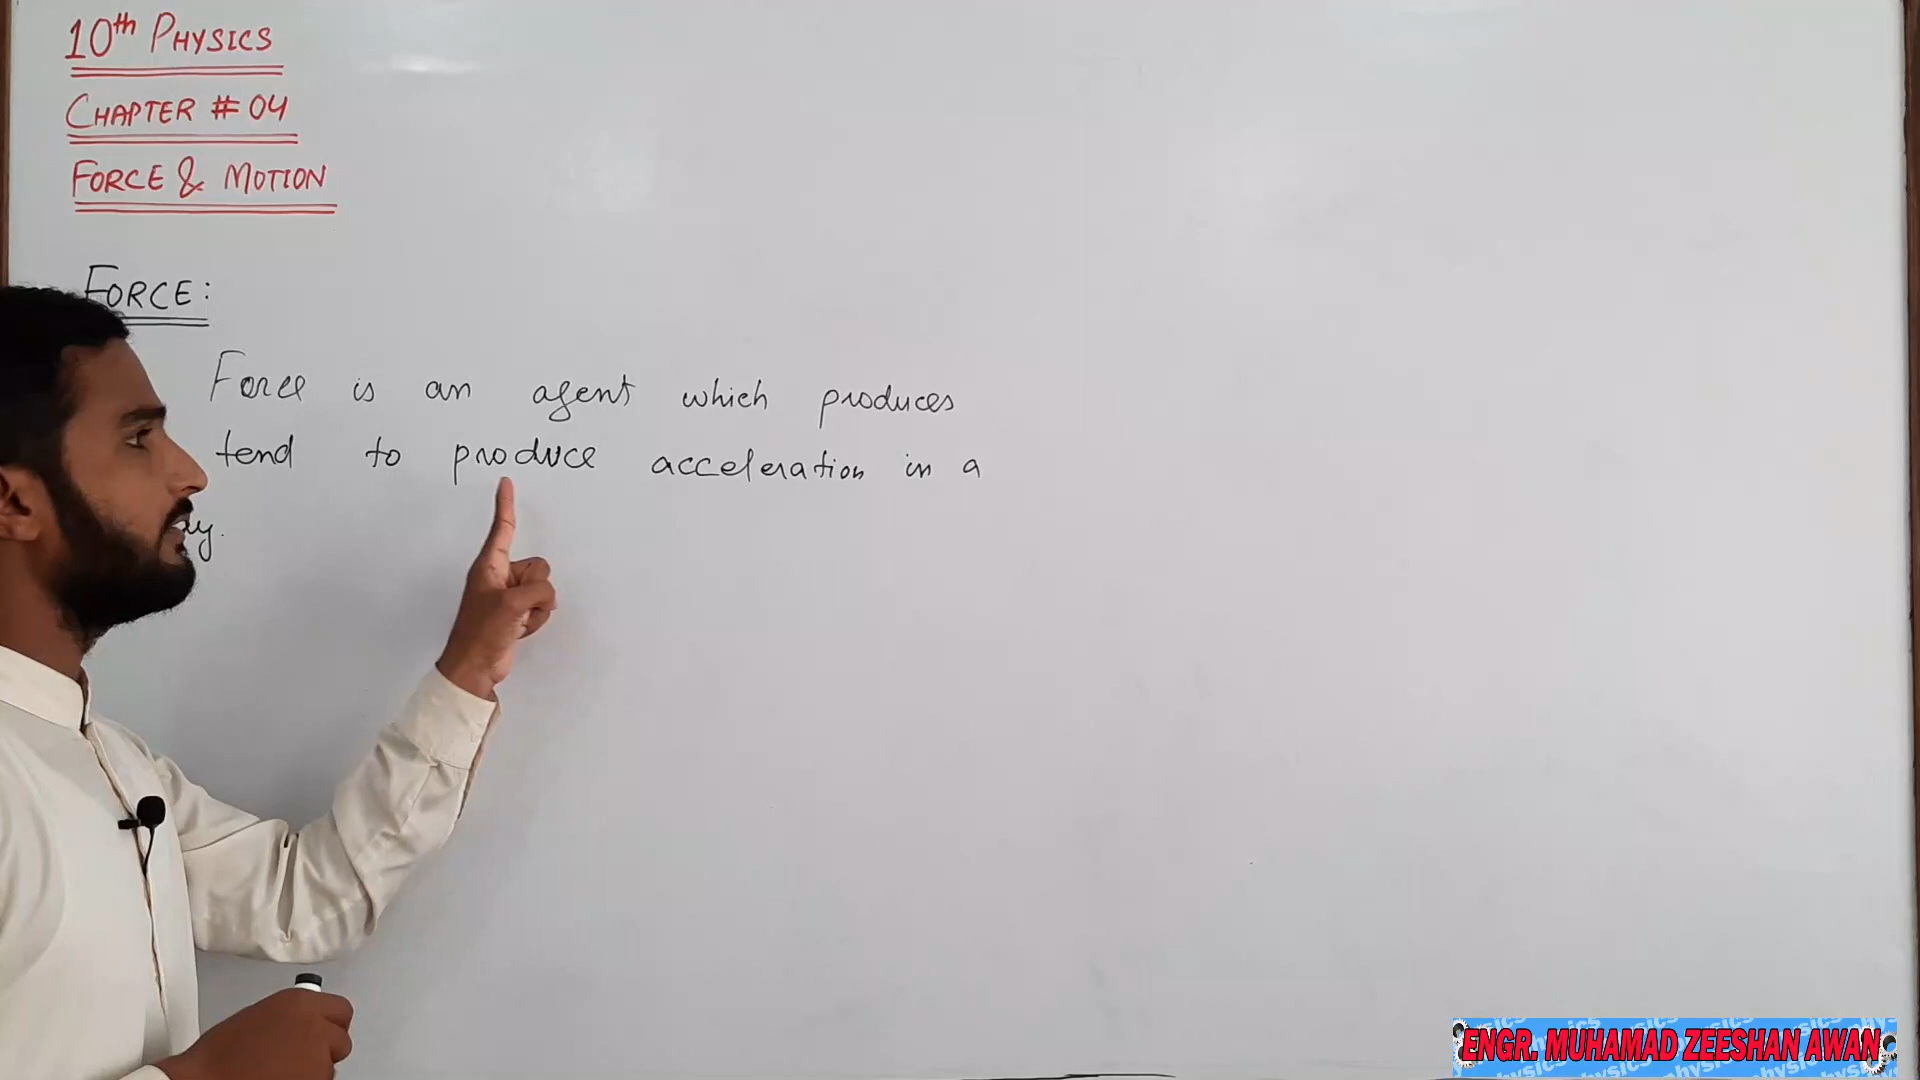 10th PHYSICS
CHAPTER # 04
FORCE & MOTION
FORCE:
Force is an agent which produces
tend to produce acceleration in a
ENGR. MUHAMAD ZEESHAN AWAN